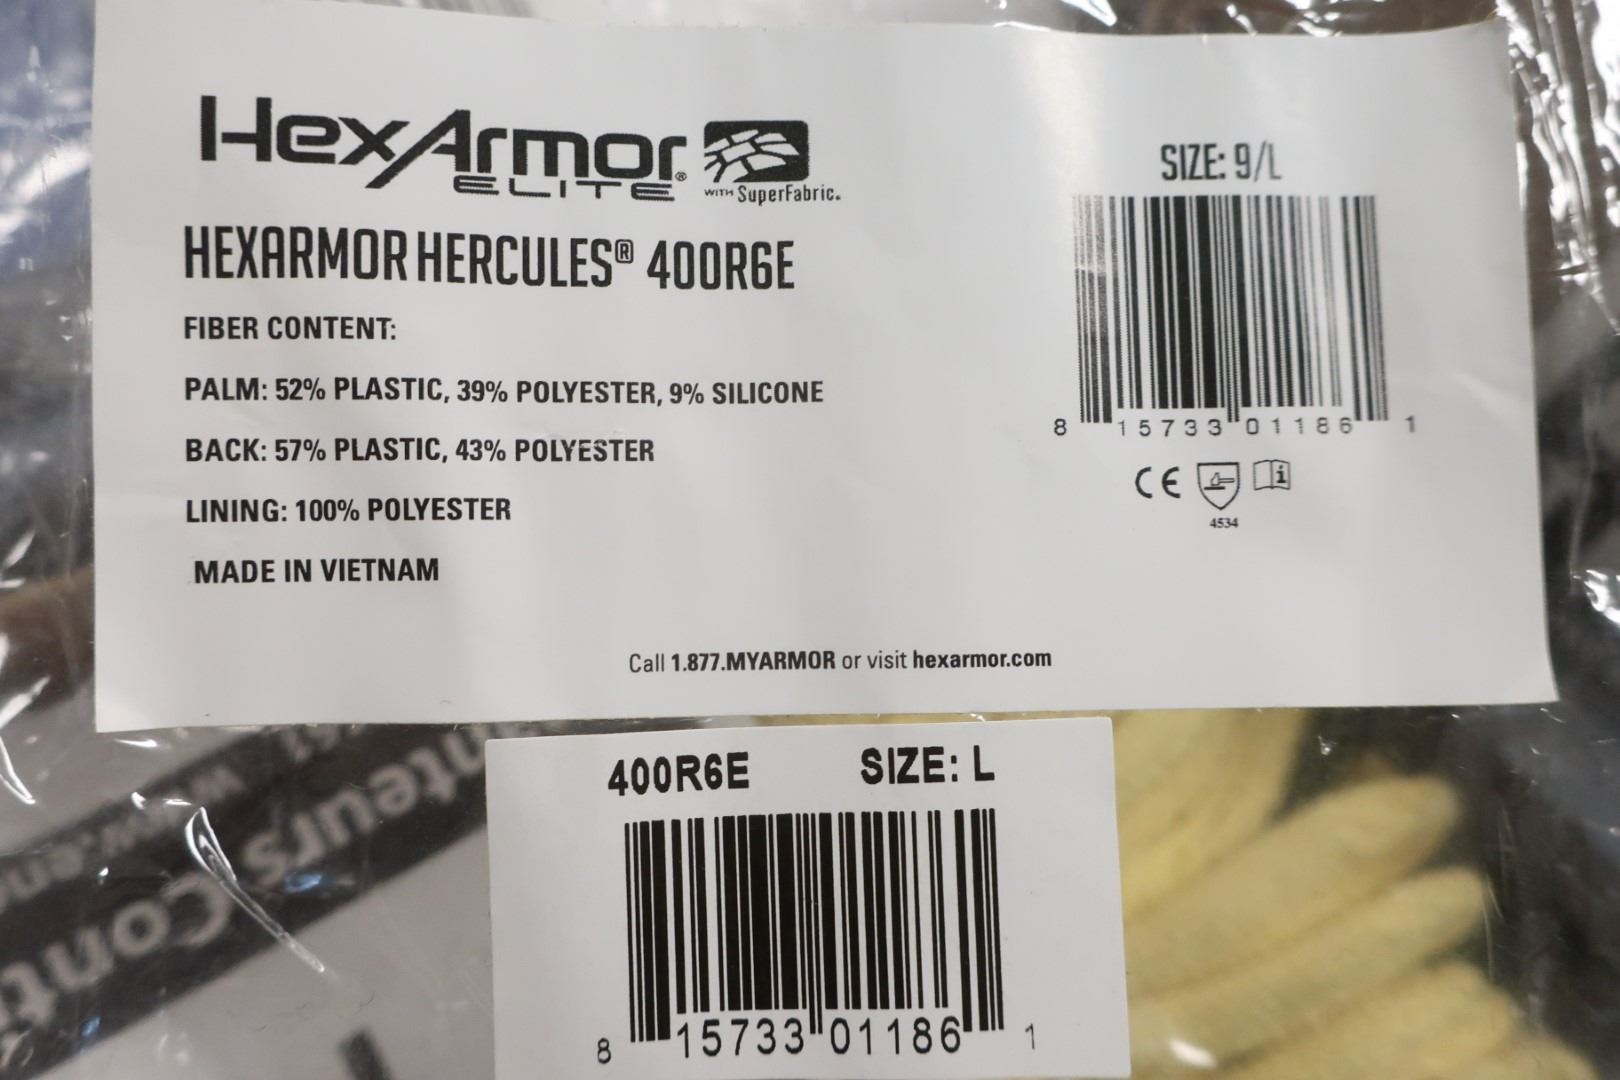 HexArmor®
ELITE
WITH SuperFabric®
HEXARMOR HERCULES® 400R6E
FIBER CONTENT:
PALM: 52% PLASTIC, 39% POLYESTER, 9% SILICONE
BACK: 57% PLASTIC, 43% POLYESTER
LINING: 100% POLYESTER
MADE IN VIETNAM
SIZE: 9/L
8 15733 01186 1
CE
4534
Call 1.877.MYARMOR or visit hexarmor.com
400R6E SIZE: L
8 15733 01186 1